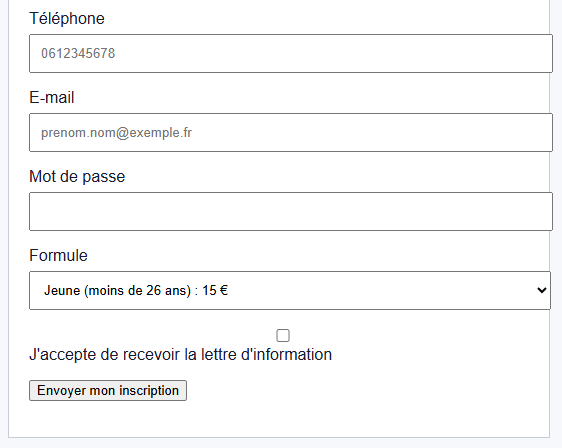 Téléphone
0612345678
E-mail
prenom.nom@exemple.fr
Mot de passe
Formule
Jeune (moins de 26 ans) : 15 €
J'accepte de recevoir la lettre d'information
Envoyer mon inscription